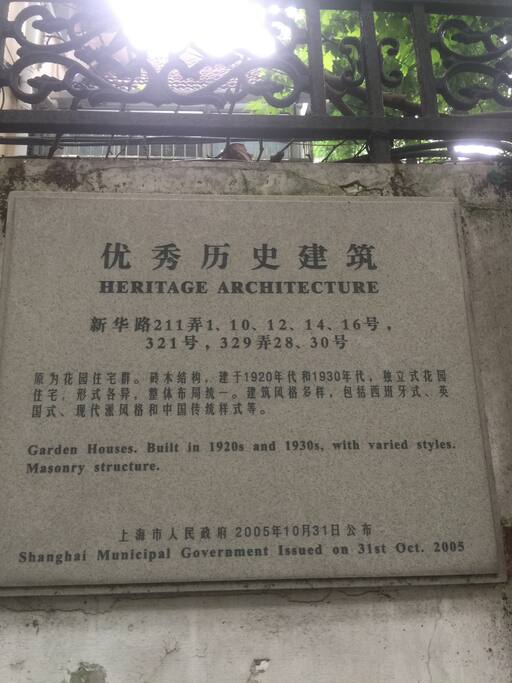 优秀历史建筑
HERITAGE ARCHITECTURE
新华路211弄1、10、12、14、16号，
321号，329弄28、30号
原为花园住宅群。砖木结构，建于1920年代和1930年代，独立式花园
住宅，形式各异，整体布局统一。建筑风格多样，包括西班牙式、英
国式、现代派风格和中国传统样式等。
Garden Houses. Built in 1920s and 1930s, with varied styles.
Masonry structure.
上海市人民政府 2005年10月31日公布
Shanghai Municipal Government Issued on 31st Oct. 2005